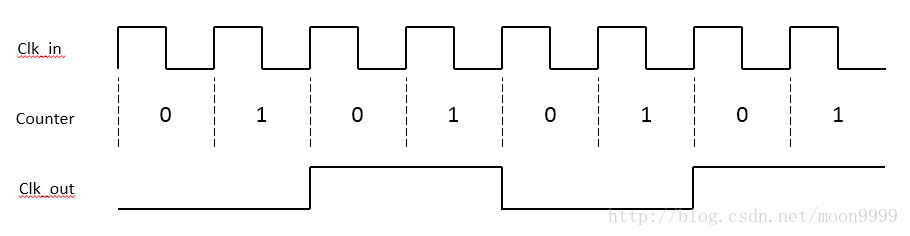 Clk_in
Counter 0 1 0 1 0 1 0 1
Clk_out
http://blog.csdn.net/moon9999